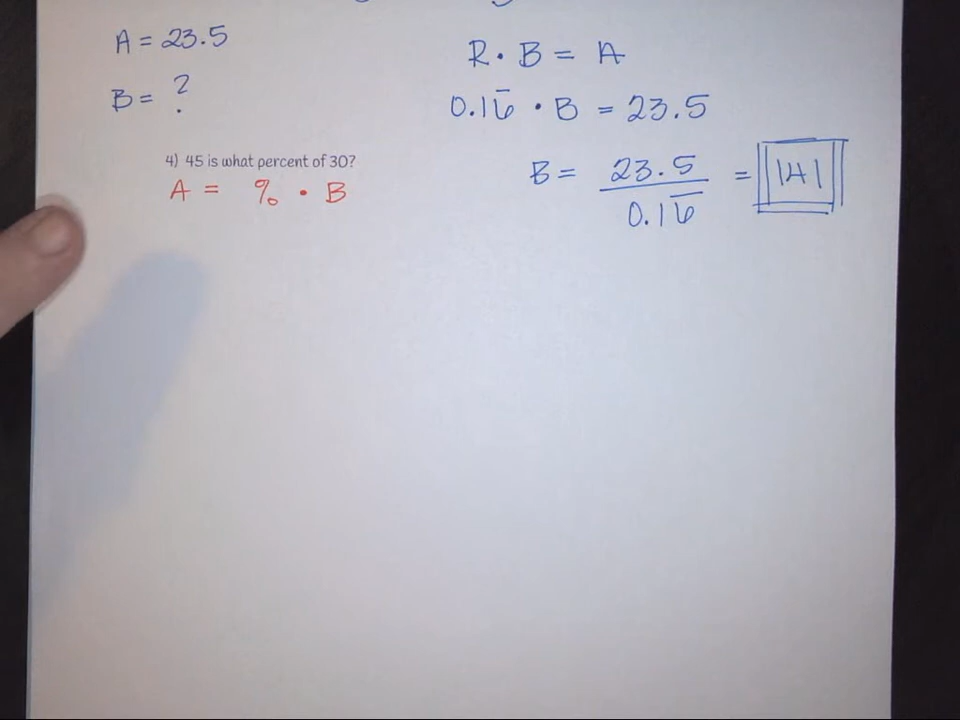 A = 23.5
B = ?
R · B = A
0.16̅ · B = 23.5
B = 23.5 / 0.16̅ = 141
4) 45 is what percent of 30?
A = % · B